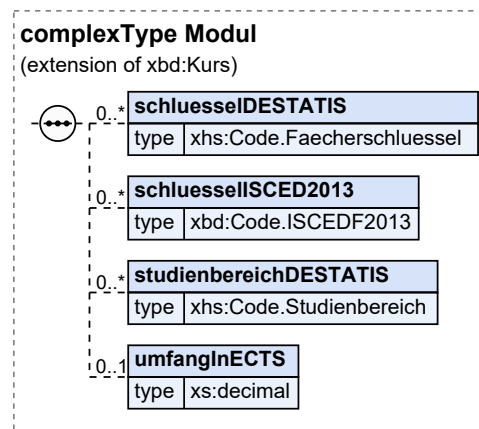 complexType Modul
(extension of xbd:Kurs)
0..* schluesselDESTATIS
type xhs:Code.Faecherschluessel
0..* schluesselISCED2013
type xbd:Code.ISCEDF2013
0..* studienbereichDESTATIS
type xhs:Code.Studienbereich
0..1 umfangInECTS
type xs:decimal